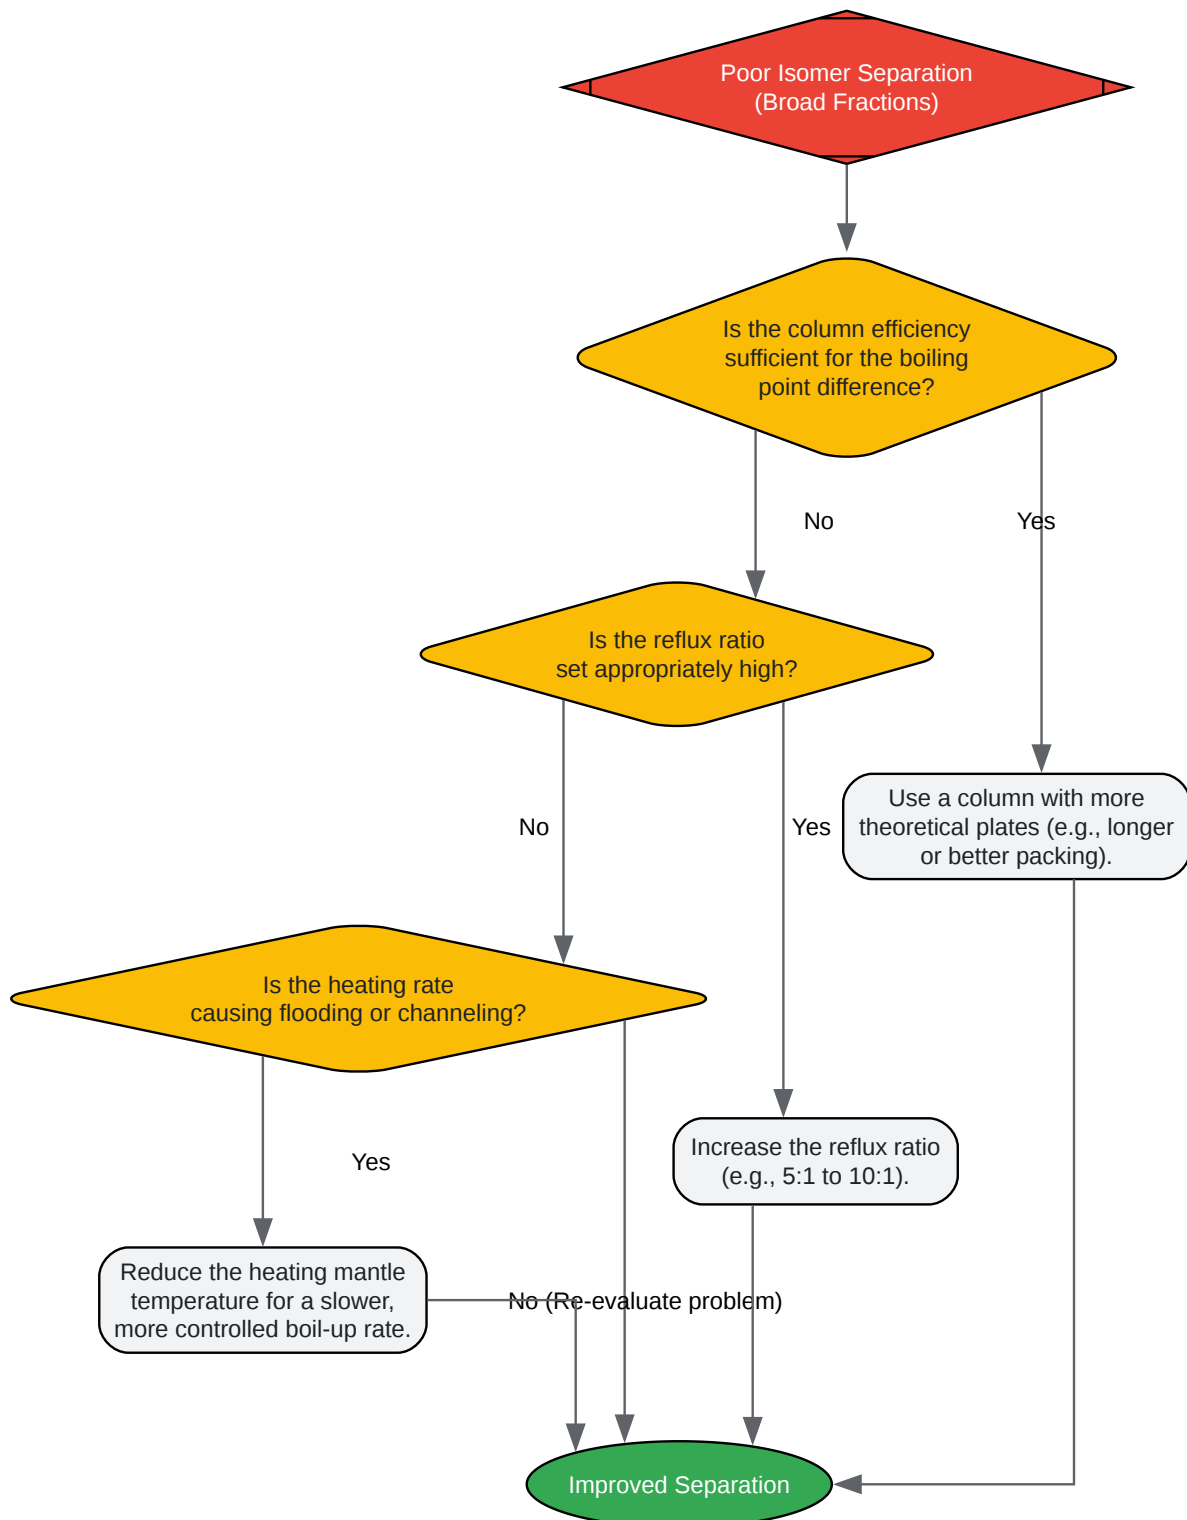 Poor Isomer Separation
(Broad Fractions)
Is the column efficiency
sufficient for the boiling
point difference?
No
Yes
Is the reflux ratio
set appropriately high?
No
Yes
Use a column with more
theoretical plates (e.g., longer
or better packing).
Is the heating rate
causing flooding or channeling?
Yes
Increase the reflux ratio
(e.g., 5:1 to 10:1).
Reduce the heating mantle
temperature for a slower,
more controlled boil-up rate.
No (Re-evaluate problem)
Improved Separation